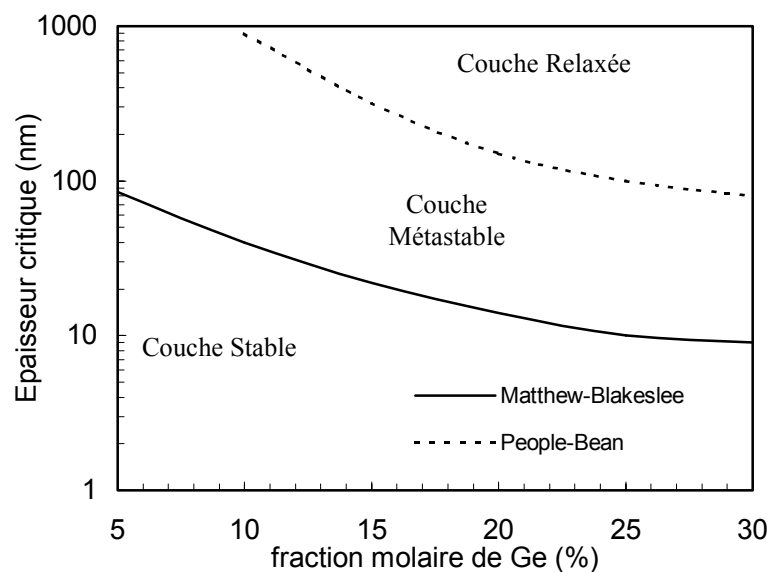 1000
100
10
1
Epaisseur critique (nm)
Couche Relaxée
Couche
Métastable
Couche Stable
Matthew-Blakeslee
People-Bean
5 10 15 20 25 30
fraction molaire de Ge (%)